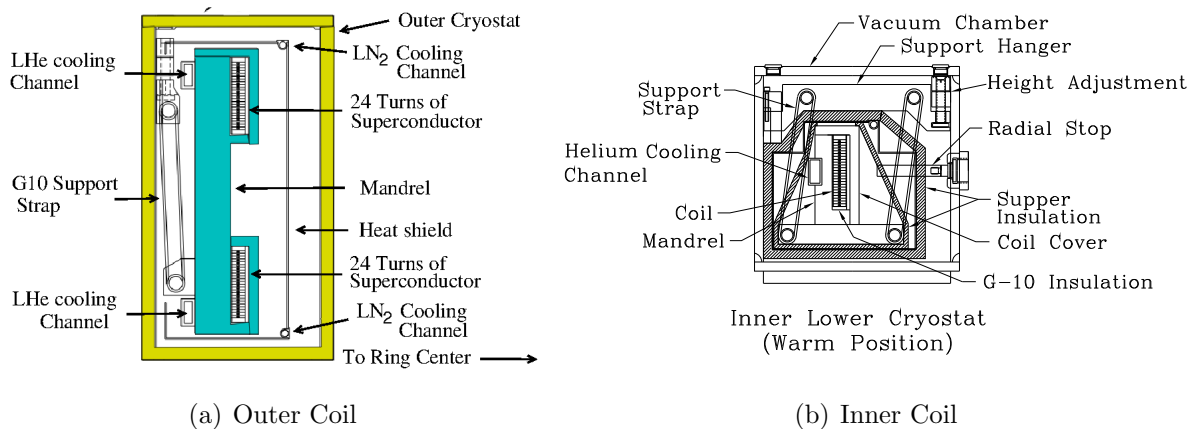 Outer Cryostat
LHe cooling
Channel
LN2 Cooling
Channel
24 Turns of
Superconductor
G10 Support
Strap
Mandrel
Heat shield
24 Turns of
Superconductor
LHe cooling
Channel
LN2 Cooling
Channel
To Ring Center
(a) Outer Coil
Vacuum Chamber
Support Hanger
Support
Strap
Height Adjustment
Radial Stop
Helium Cooling
Channel
Supper
Insulation
Coil
Mandrel
Coil Cover
G-10 Insulation
Inner Lower Cryostat
(Warm Position)
(b) Inner Coil